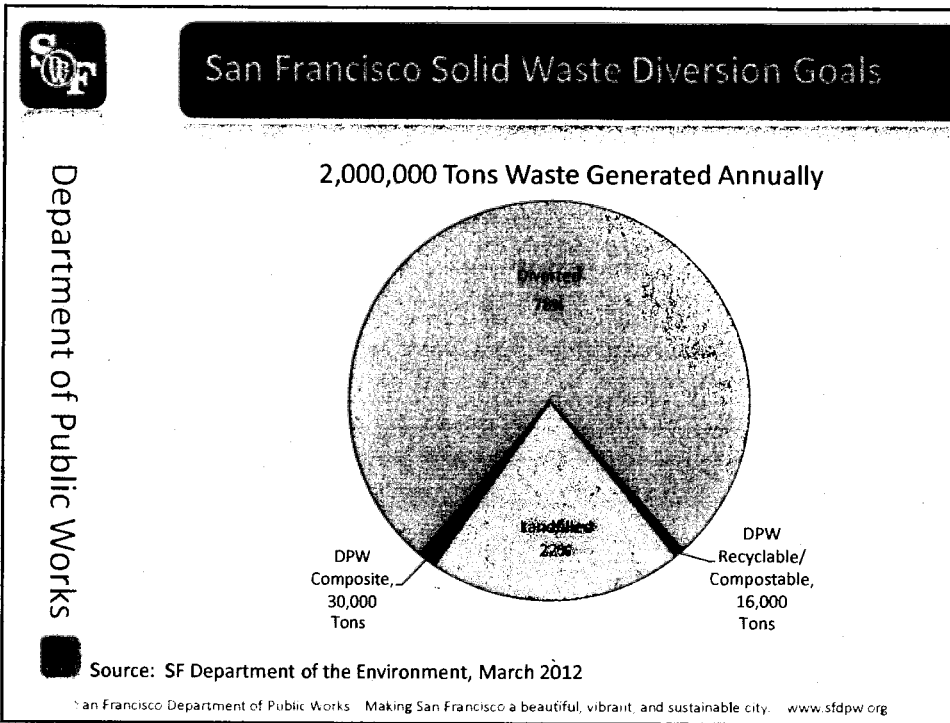 SF
San Francisco Solid Waste Diversion Goals
Department of Public Works
2,000,000 Tons Waste Generated Annually
Diverted
78%
Landfilled
22%
DPW
Composite,
30,000
Tons
DPW
Recyclable/
Compostable,
16,000
Tons
Source: SF Department of the Environment, March 2012
an Francisco Department of Public Works Making San Francisco a beautiful, vibrant, and sustainable city. www.sfdpw.org